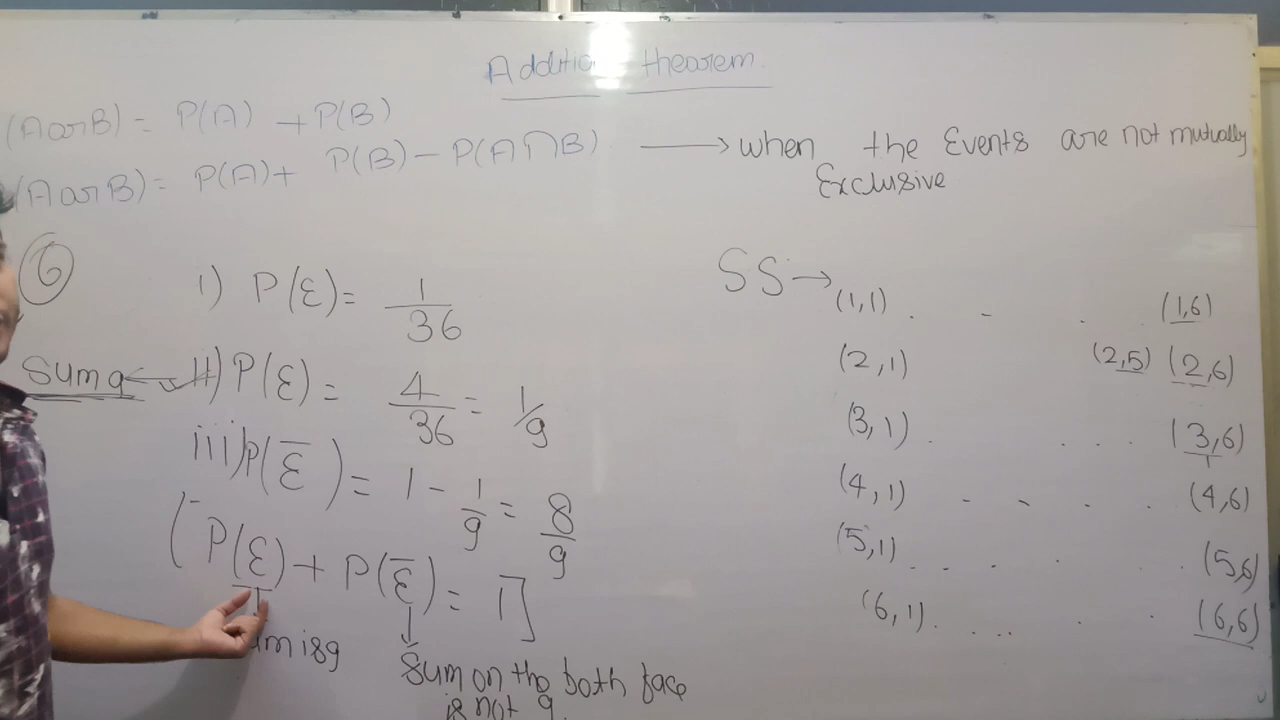 Addition theorem.
(A or B) = P(A) + P(B)
(A or B) = P(A) + P(B) - P(A∩B) → when the Events are not mutually
Exclusive
6
i) P(ε) = 1/36
Sum 9 ← ii) P(ε) = 4/36 = 1/9
iii) P(ε̅) = 1 - 1/9 = 8/9
[P(ε) + P(ε̅) = 1]
is 9
Sum on the both face
is not 9
SS → (1,1) . - . (1,6)
(2,1) (2,5) (2,6)
(3,1) . . . . (3,6)
(4,1) - - . . (4,6)
(5,1) . . . . . (5,6)
(6,1) . . . . . . (6,6)